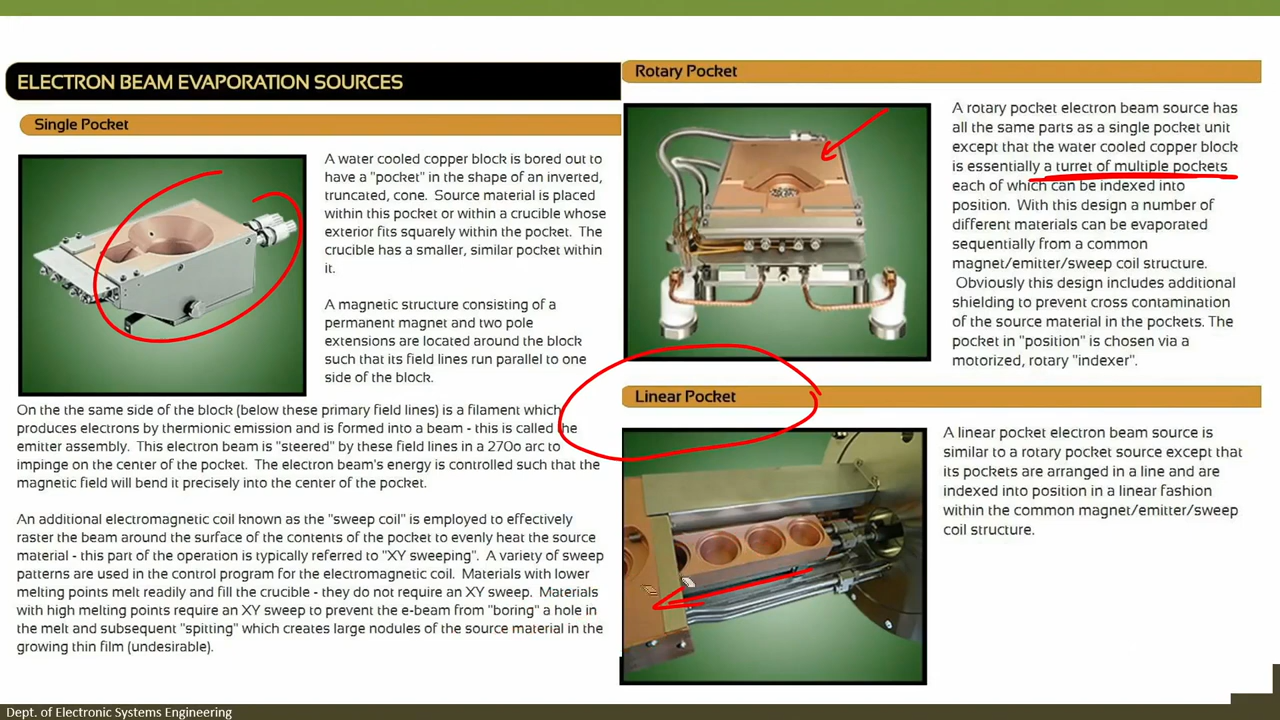 ELECTRON BEAM EVAPORATION SOURCES
Single Pocket
A water cooled copper block is bored out to
have a "pocket" in the shape of an inverted,
truncated, cone. Source material is placed
within this pocket or within a crucible whose
exterior fits squarely within the pocket. The
crucible has a smaller, similar pocket within
it.
A magnetic structure consisting of a
permanent magnet and two pole
extensions are located around the block
such that its field lines run parallel to one
side of the block.
On the the same side of the block (below these primary field lines) is a filament which
produces electrons by thermionic emission and is formed into a beam - this is called the
emitter assembly. This electron beam is "steered" by these field lines in a 270o arc to
impinge on the center of the pocket. The electron beam's energy is controlled such that the
magnetic field will bend it precisely into the center of the pocket.
An additional electromagnetic coil known as the "sweep coil" is employed to effectively
raster the beam around the surface of the contents of the pocket to evenly heat the source
material - this part of the operation is typically referred to "XY sweeping". A variety of sweep
patterns are used in the control program for the electromagnetic coil. Materials with lower
melting points melt readily and fill the crucible - they do not require an XY sweep. Materials
with high melting points require an XY sweep to prevent the e-beam from "boring" a hole in
the melt and subsequent "spitting" which creates large nodules of the source material in the
growing thin film (undesirable).
Rotary Pocket
A rotary pocket electron beam source has
all the same parts as a single pocket unit
except that the water cooled copper block
is essentially a turret of multiple pockets
each of which can be indexed into
position. With this design a number of
different materials can be evaporated
sequentially from a common
magnet/emitter/sweep coil structure.
Obviously this design includes additional
shielding to prevent cross contamination
of the source material in the pockets. The
pocket in "position" is chosen via a
motorized, rotary "indexer".
Linear Pocket
A linear pocket electron beam source is
similar to a rotary pocket source except that
its pockets are arranged in a line and are
indexed into position in a linear fashion
within the common magnet/emitter/sweep
coil structure.
Dept. of Electronic Systems Engineering